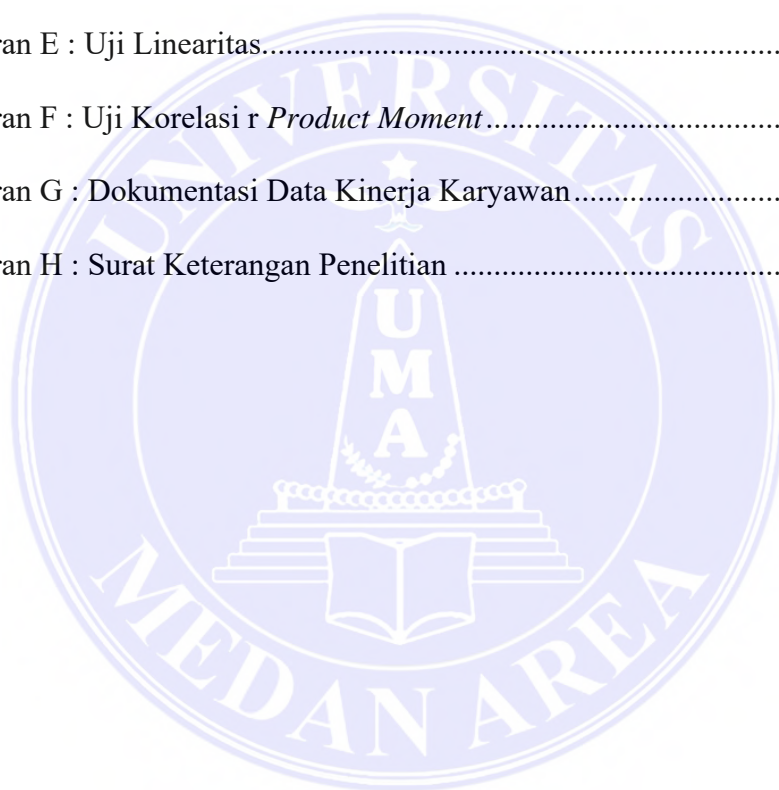 ran E : Uji Linearitas................................................................
ran F : Uji Korelasi r Product Moment.....................................
ran G : Dokumentasi Data Kinerja Karyawan..........................
ran H : Surat Keterangan Penelitian .........................................
UNIVERSITAS
U
M
A
MEDAN AREA